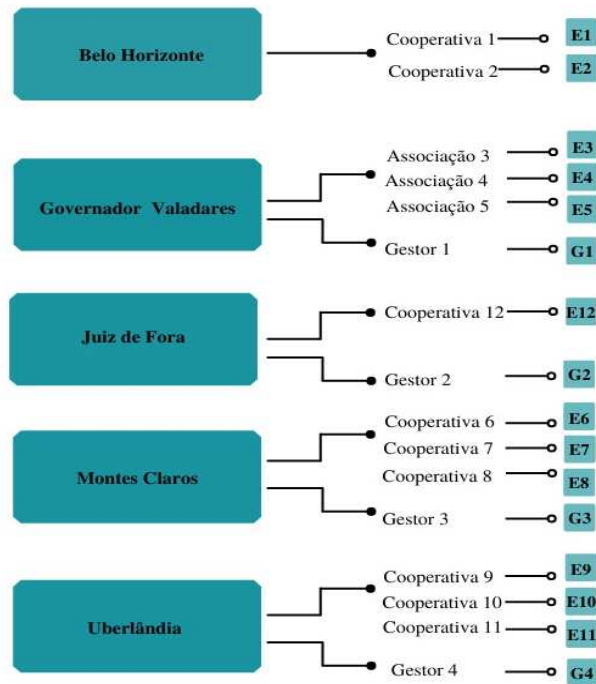 Belo Horizonte
Cooperativa 1 E1
Cooperativa 2 E2
Governador Valadares
Associação 3 E3
Associação 4 E4
Associação 5 E5
Gestor 1 G1
Juiz de Fora
Cooperativa 12 E12
Gestor 2 G2
Montes Claros
Cooperativa 6 E6
Cooperativa 7 E7
Cooperativa 8 E8
Gestor 3 G3
Uberlândia
Cooperativa 9 E9
Cooperativa 10 E10
Cooperativa 11 E11
Gestor 4 G4